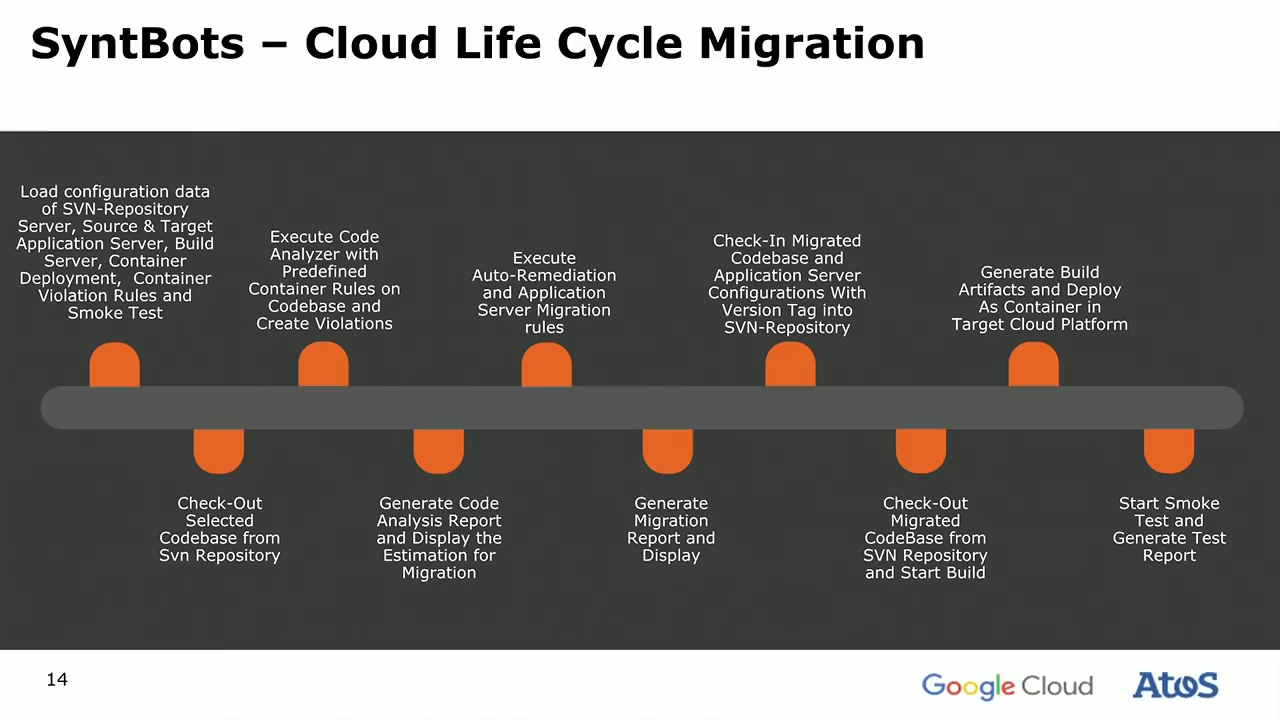 SyntBots – Cloud Life Cycle Migration
Load configuration data
of SVN-Repository
Server, Source & Target
Application Server, Build
Server, Container
Deployment,  Container
Violation Rules and
Smoke Test
Check-Out
Selected
Codebase from
Svn Repository
Execute Code
Analyzer with
Predefined
Container Rules on
Codebase and
Create Violations
Generate Code
Analysis Report
and Display the
Estimation for
Migration
Execute
Auto-Remediation
and Application
Server Migration
rules
Generate
Migration
Report and
Display
Check-In Migrated
Codebase and
Application Server
Configurations With
Version Tag into
SVN-Repository
Check-Out
Migrated
CodeBase from
SVN Repository
and Start Build
Generate Build
Artifacts and Deploy
As Container in
Target Cloud Platform
Start Smoke
Test and
Generate Test
Report
14
Google Cloud
Atos